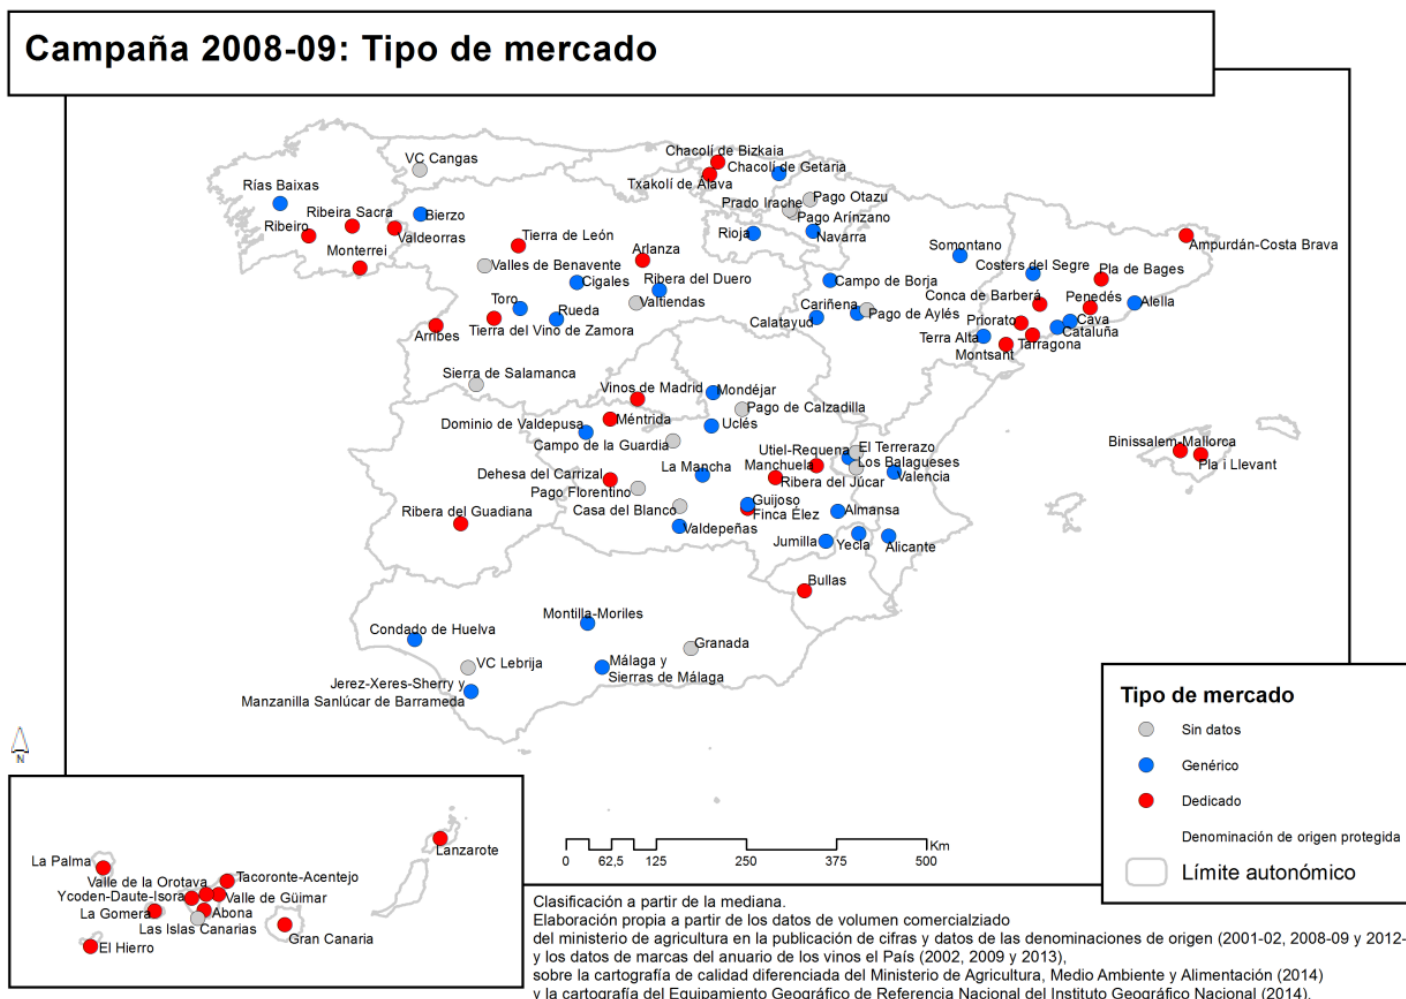 Campaña 2008-09: Tipo de mercado
Chacolí de Bizkaia
VC Cangas
Chacolí de Getaria
Rías Baixas
Txakolí de Álava
Pago Otazu
Prado Irache
Ribeira Sacra
Bierzo
Pago Arínzano
Ribeiro
Valdeorras
Tierra de León
Rioja
Navarra
Monterrei
Arlanza
Somontano
Ampurdán-Costa Brava
Valles de Benavente
Costers del Segre
Pla de Bages
Cigales
Ribera del Duero
Campo de Borja
Toro
Valtiendas
Cariñena
Conca de Barberá
Penedés
Alella
Rueda
Pago de Aylés
Priorato
Cava
Arribes
Tierra del Vino de Zamora
Calatayud
Terra Alta
Cataluña
Tarragona
Montsant
Sierra de Salamanca
Vinos de Madrid
Mondéjar
Pago de Calzadilla
Dominio de Valdepusa
Méntrida
Uclés
Campo de la Guardia
Utiel-Requena
El Terrerazo
Binissalem-Mallorca
La Mancha
Manchuela
Los Balagueses
Pla i Llevant
Dehesa del Carrizal
Ribera del Júcar
Valencia
Pago Florentino
Guijoso
Ribera del Guadiana
Casa del Blanco
Finca Élez
Almansa
Valdepeñas
Jumilla
Yecla
Alicante
Bullas
Montilla-Moriles
Condado de Huelva
Granada
VC Lebrija
Málaga y
Sierras de Málaga
Jerez-Xeres-Sherry y
Manzanilla Sanlúcar de Barrameda
N
Tipo de mercado
Sin datos
Genérico
Dedicado
Denominación de origen protegida
Límite autonómico
Km
0 62,5 125 250 375 500
Lanzarote
La Palma
Valle de la Orotava
Tacoronte-Acentejo
Ycoden-Daute-Isora
Valle de Güimar
La Gomera
Abona
Las Islas Canarias
Gran Canaria
El Hierro
Clasificación a partir de la mediana.
Elaboración propia a partir de los datos de volumen comercialziado
del ministerio de agricultura en la publicación de cifras y datos de las denominaciones de origen (2001-02, 2008-09 y 2012-
y los datos de marcas del anuario de los vinos el País (2002, 2009 y 2013),
sobre la cartografía de calidad diferenciada del Ministerio de Agricultura, Medio Ambiente y Alimentación (2014)
y la cartografía del Equipamiento Geográfico de Referencia Nacional del Instituto Geográfico Nacional (2014).